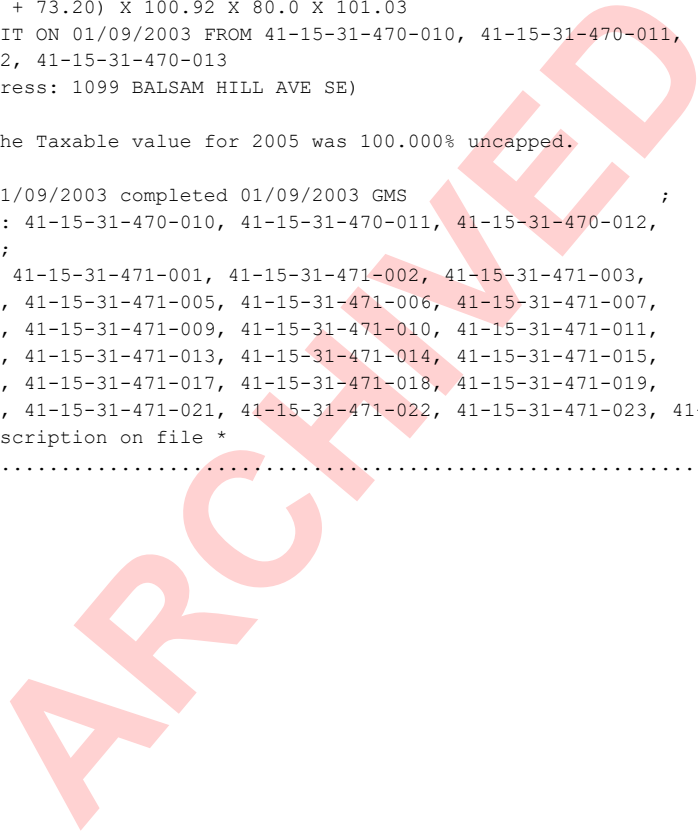 + 73.20) X 100.92 X 80.0 X 101.03
IT ON 01/09/2003 FROM 41-15-31-470-010, 41-15-31-470-011,
2, 41-15-31-470-013
ress: 1099 BALSAM HILL AVE SE)
he Taxable value for 2005 was 100.000% uncapped.
1/09/2003 completed 01/09/2003 GMS ;
: 41-15-31-470-010, 41-15-31-470-011, 41-15-31-470-012,
;
41-15-31-471-001, 41-15-31-471-002, 41-15-31-471-003,
, 41-15-31-471-005, 41-15-31-471-006, 41-15-31-471-007,
, 41-15-31-471-009, 41-15-31-471-010, 41-15-31-471-011,
, 41-15-31-471-013, 41-15-31-471-014, 41-15-31-471-015,
, 41-15-31-471-017, 41-15-31-471-018, 41-15-31-471-019,
, 41-15-31-471-021, 41-15-31-471-022, 41-15-31-471-023, 41-
scription on file *
.........................................................
ARCHIVED